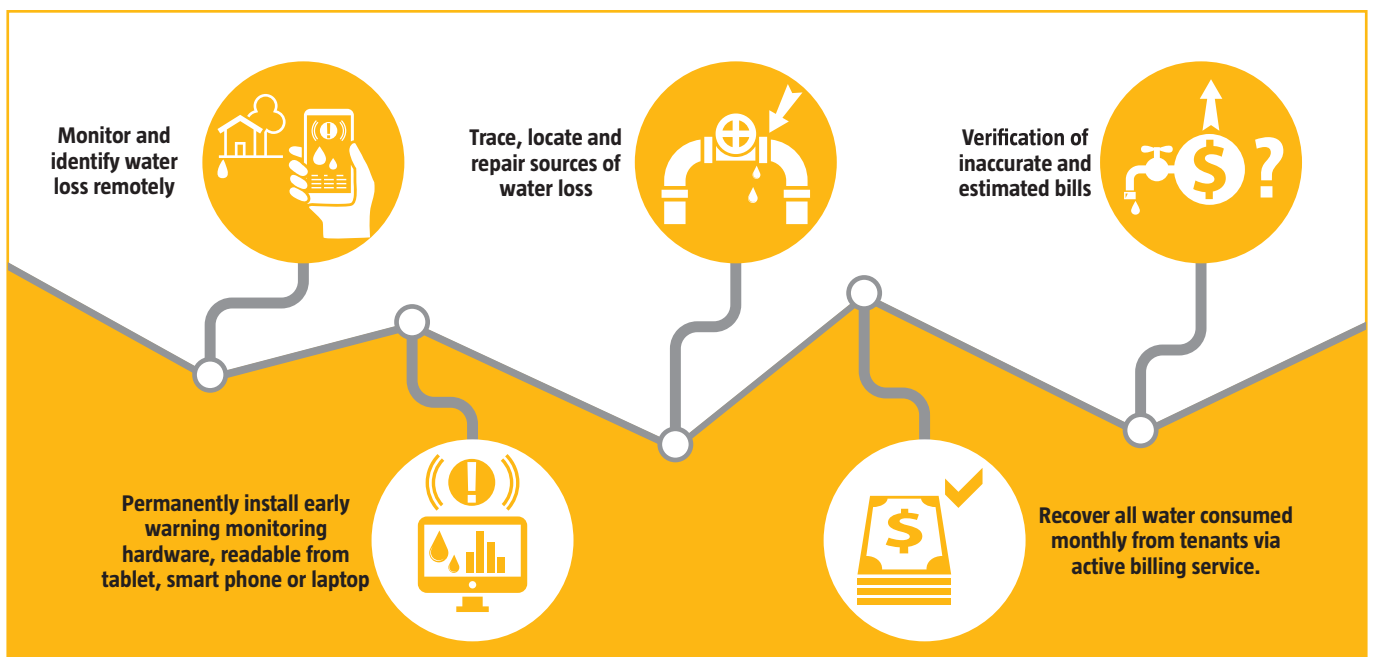 Monitor and
identify water
loss remotely
Permanently install early
warning monitoring
hardware, readable from
tablet, smart phone or laptop
Trace, locate and
repair sources of
water loss
Recover all water consumed
monthly from tenants via
active billing service.
Verification of
inaccurate and
estimated bills
$
?
$
!
!